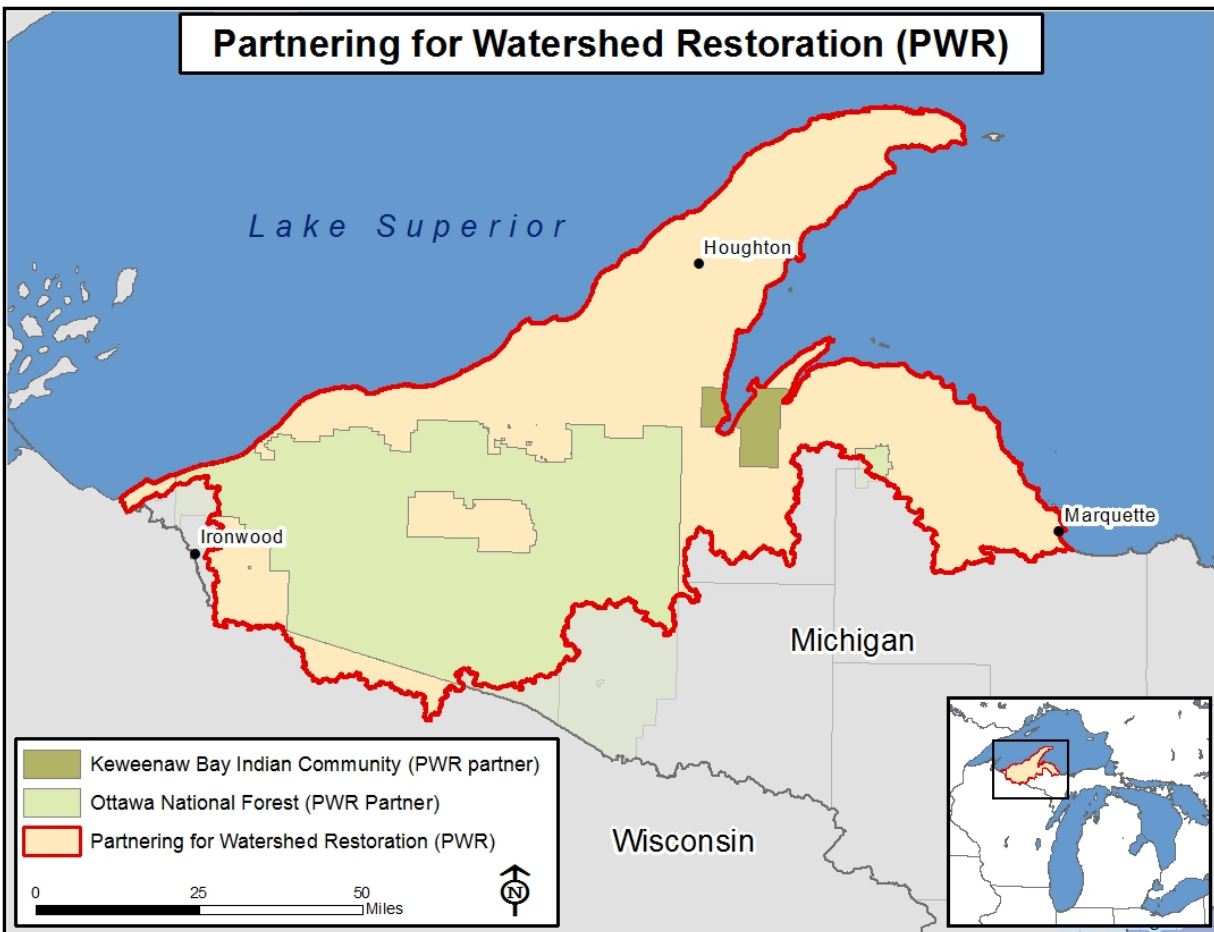 Partnering for Watershed Restoration (PWR)
Lake Superior
Houghton
Marquette
Ironwood
Michigan
Wisconsin
Keweenaw Bay Indian Community (PWR partner)
Ottawa National Forest (PWR Partner)
Partnering for Watershed Restoration (PWR)
N
0 25 50
Miles